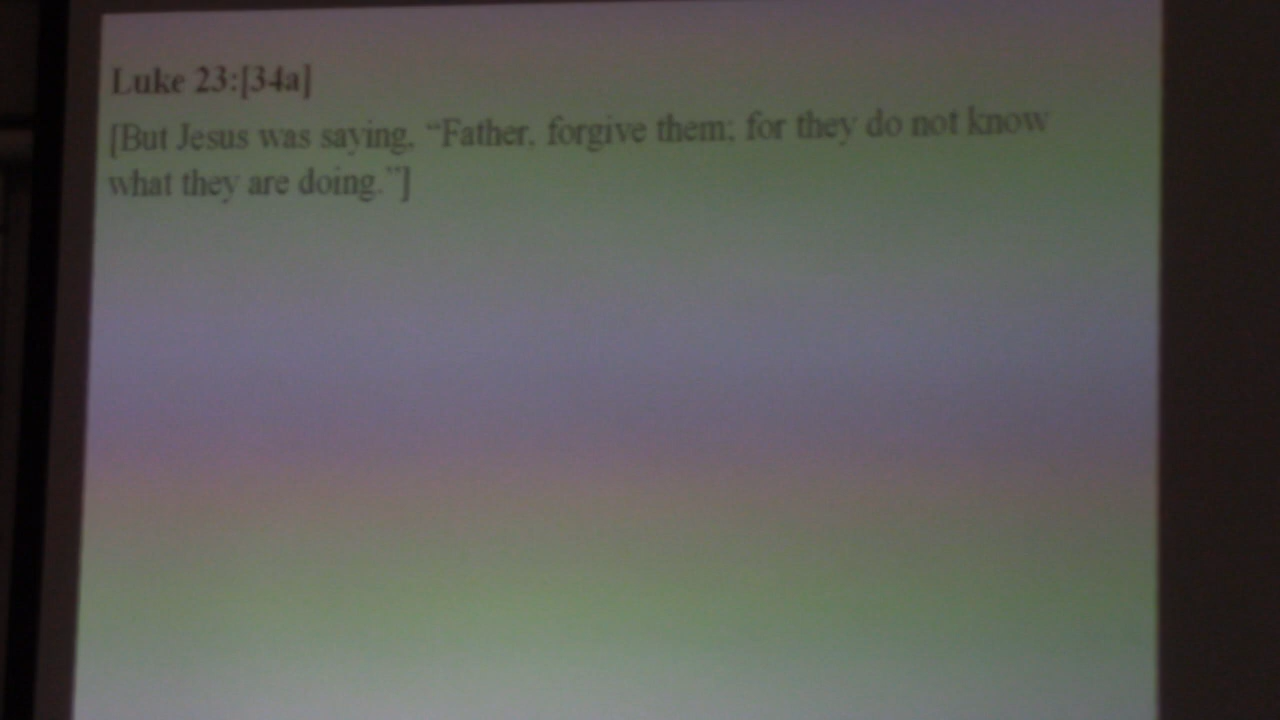 Luke 23:[34a]
[But Jesus was saying, “Father, forgive them; for they do not know
what they are doing.”]